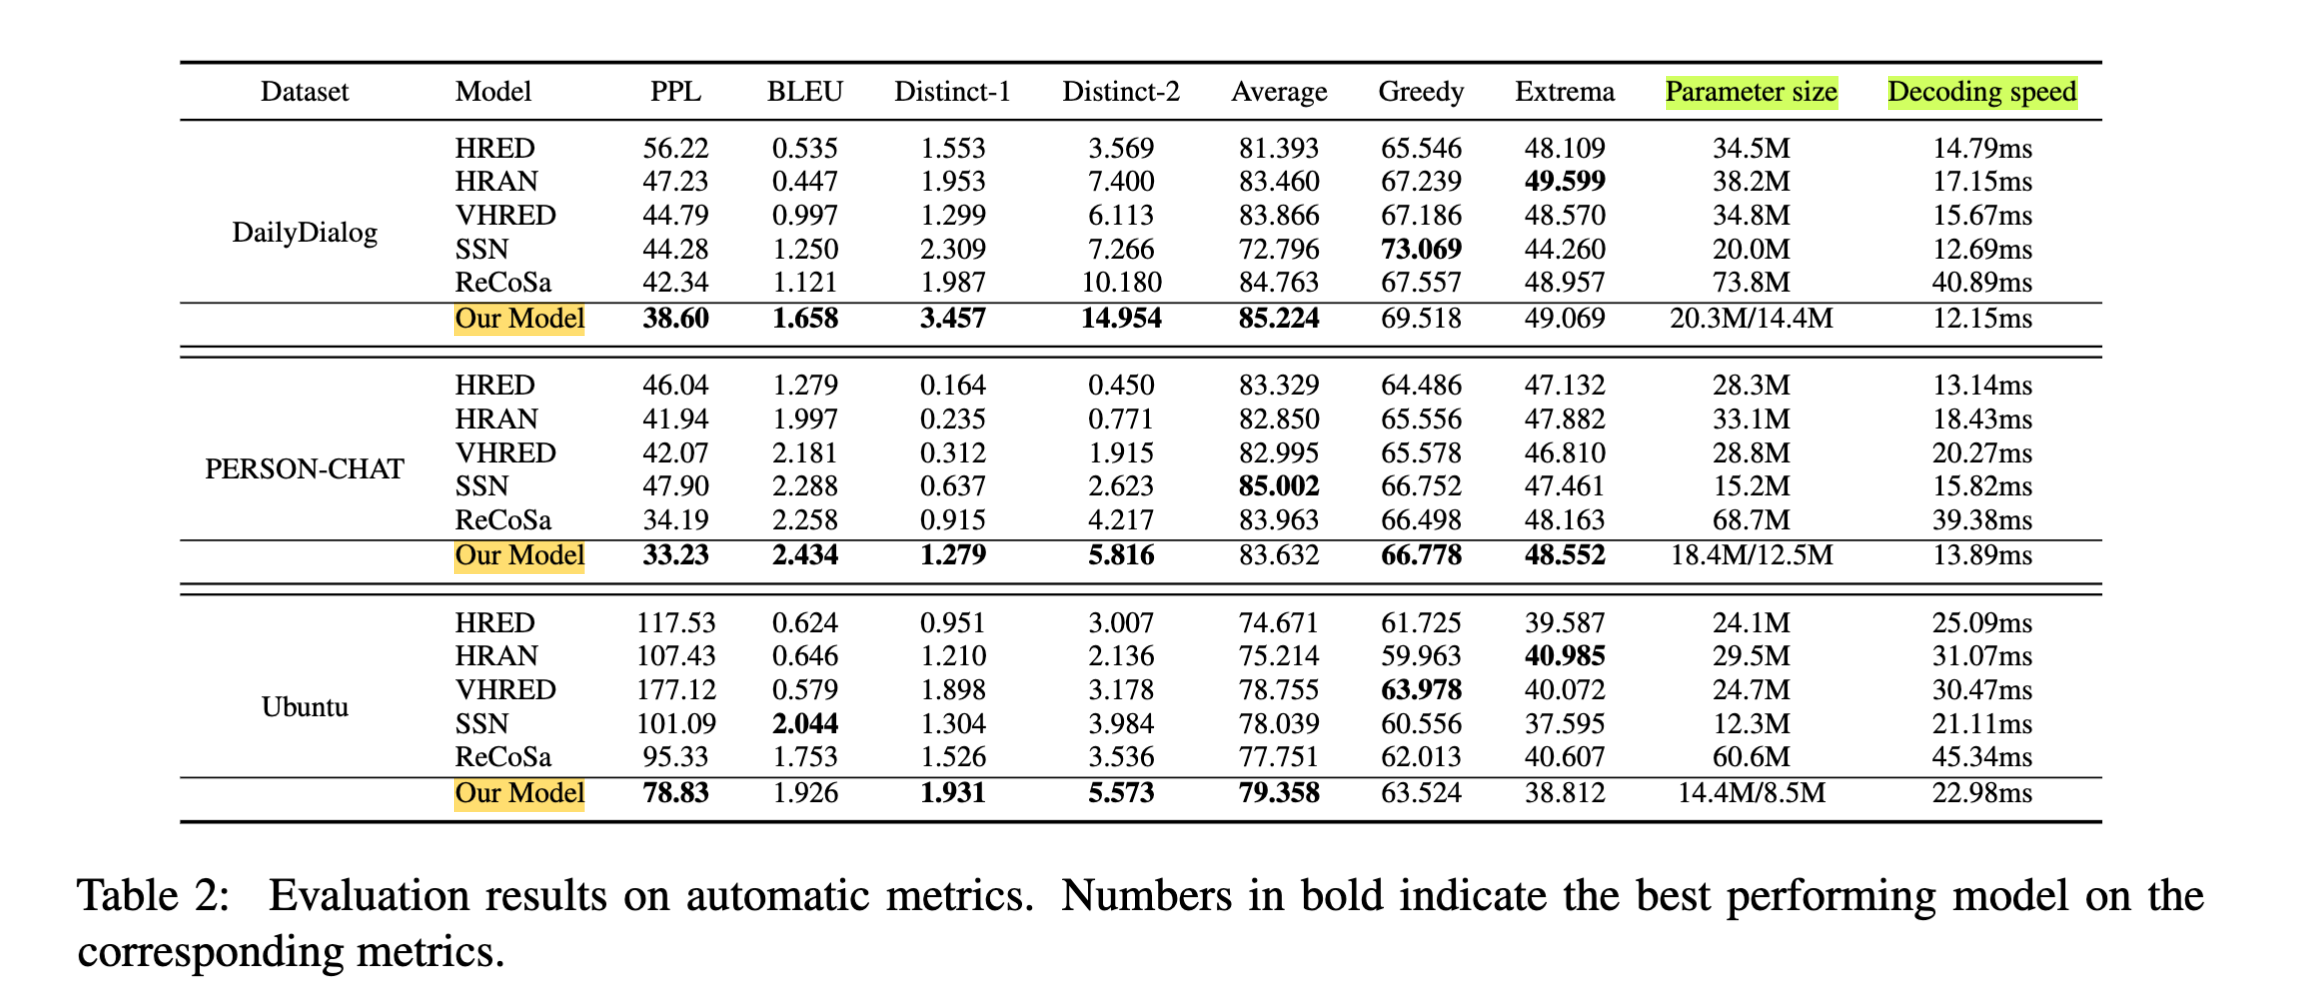 Dataset Model PPL BLEU Distinct-1 Distinct-2 Average Greedy Extrema Parameter size Decoding speed
HRED 56.22 0.535 1.553 3.569 81.393 65.546 48.109 34.5M 14.79ms
HRAN 47.23 0.447 1.953 7.400 83.460 67.239 49.599 38.2M 17.15ms
VHRED 44.79 0.997 1.299 6.113 83.866 67.186 48.570 34.8M 15.67ms
DailyDialog
SSN 44.28 1.250 2.309 7.266 72.796 73.069 44.260 20.0M 12.69ms
ReCoSa 42.34 1.121 1.987 10.180 84.763 67.557 48.957 73.8M 40.89ms
Our Model 38.60 1.658 3.457 14.954 85.224 69.518 49.069 20.3M/14.4M 12.15ms
HRED 46.04 1.279 0.164 0.450 83.329 64.486 47.132 28.3M 13.14ms
HRAN 41.94 1.997 0.235 0.771 82.850 65.556 47.882 33.1M 18.43ms
VHRED 42.07 2.181 0.312 1.915 82.995 65.578 46.810 28.8M 20.27ms
PERSON-CHAT
SSN 47.90 2.288 0.637 2.623 85.002 66.752 47.461 15.2M 15.82ms
ReCoSa 34.19 2.258 0.915 4.217 83.963 66.498 48.163 68.7M 39.38ms
Our Model 33.23 2.434 1.279 5.816 83.632 66.778 48.552 18.4M/12.5M 13.89ms
HRED 117.53 0.624 0.951 3.007 74.671 61.725 39.587 24.1M 25.09ms
HRAN 107.43 0.646 1.210 2.136 75.214 59.963 40.985 29.5M 31.07ms
VHRED 177.12 0.579 1.898 3.178 78.755 63.978 40.072 24.7M 30.47ms
Ubuntu
SSN 101.09 2.044 1.304 3.984 78.039 60.556 37.595 12.3M 21.11ms
ReCoSa 95.33 1.753 1.526 3.536 77.751 62.013 40.607 60.6M 45.34ms
Our Model 78.83 1.926 1.931 5.573 79.358 63.524 38.812 14.4M/8.5M 22.98ms
Table 2: Evaluation results on automatic metrics. Numbers in bold indicate the best performing model on the
corresponding metrics.